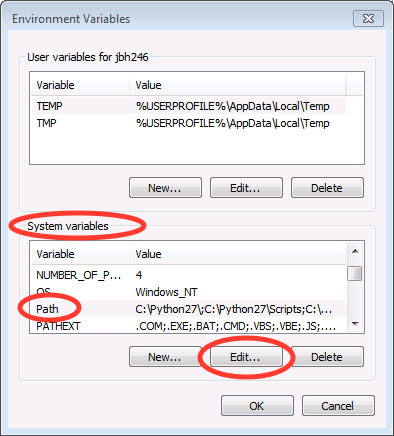 Environment Variables
User variables for jbh246
Variable Value
TEMP %USERPROFILE%\AppData\Local\Temp
TMP %USERPROFILE%\AppData\Local\Temp
New... Edit... Delete
System variables
Variable Value
NUMBER_OF_P... 4
OS Windows_NT
Path C:\Python27\;C:\Python27\Scripts;C:\...
PATHEXT .COM;.EXE;.BAT;.CMD;.VBS;.VBE;.JS;....
New... Edit... Delete
OK Cancel